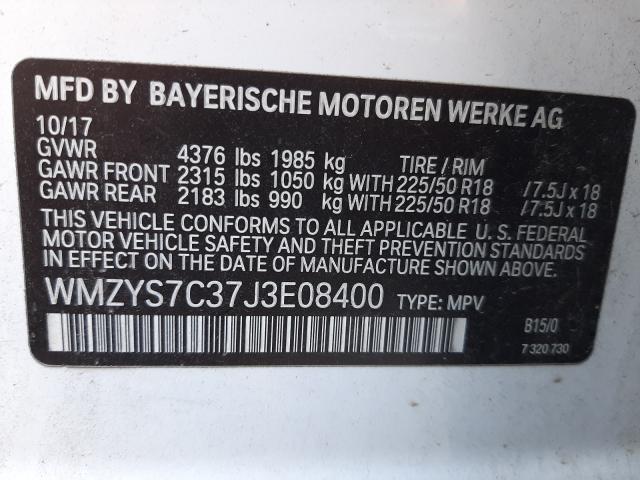 MFD BY BAYERISCHE MOTOREN WERKE AG
10/17
GVWR 4376 lbs 1985 kg TIRE / RIM
GAWR FRONT 2315 lbs 1050 kg WITH 225/50 R18 /7.5J x 18
GAWR REAR 2183 lbs 990 kg WITH 225/50 R18 /7.5J x 18
THIS VEHICLE CONFORMS TO ALL APPLICABLE U. S. FEDERAL
MOTOR VEHICLE SAFETY AND THEFT PREVENTION STANDARDS
IN EFFECT ON THE DATE OF MANUFACTURE SHOWN ABOVE.
WMZYS7C37J3E08400 TYPE: MPV
B15/0
7 320 730